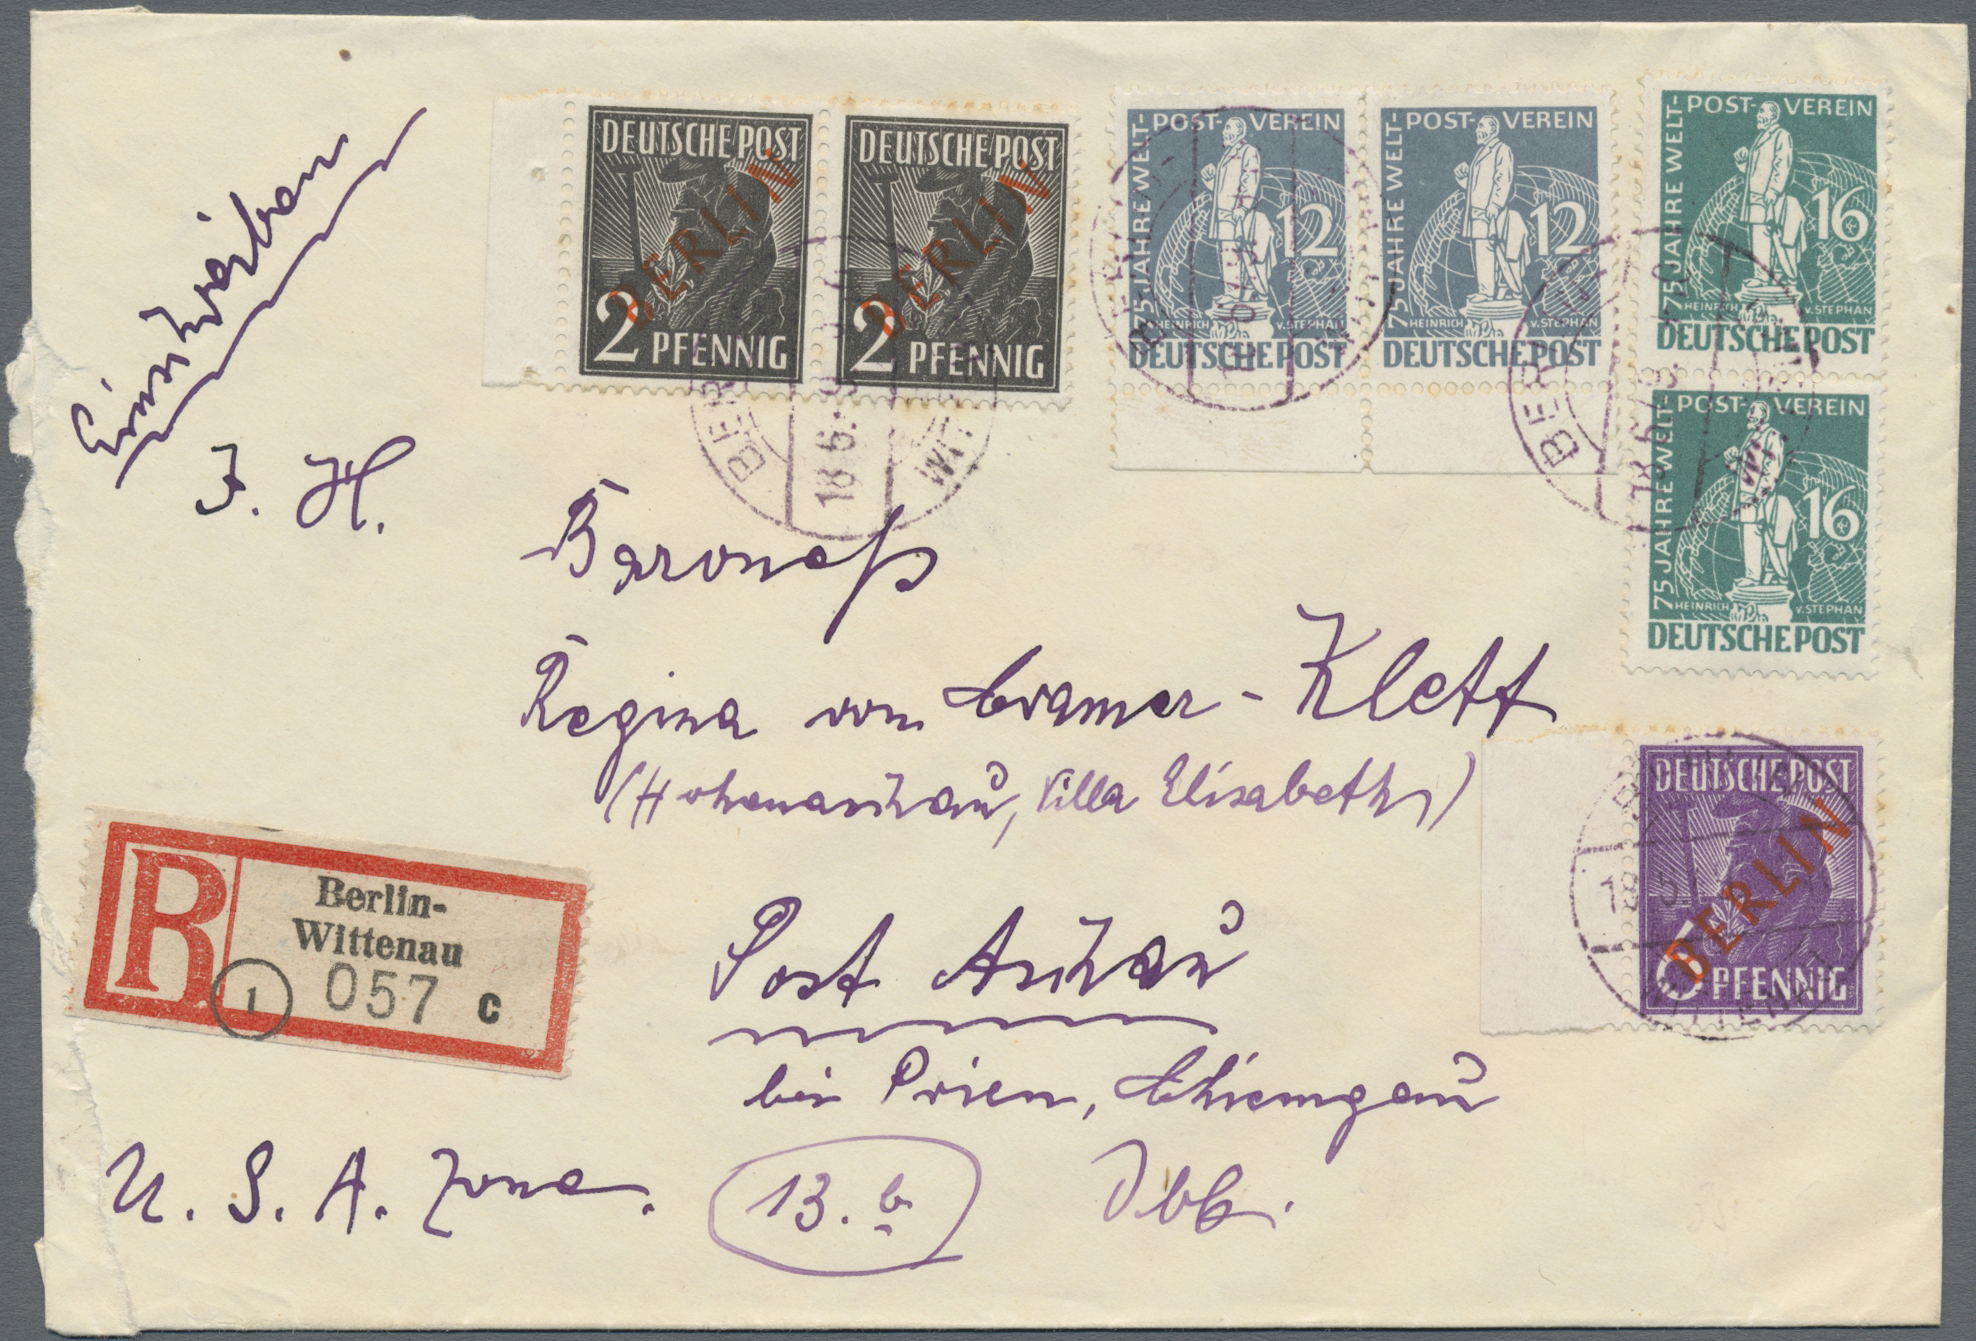 Einschreiben
DEUTSCHE POST
BERLIN
2 PFENNIG
DEUTSCHE POST
BERLIN
2 PFENNIG
75 JAHRE WELT-POST-VEREIN
12
HEINRICH V. STEPHAN
DEUTSCHE POST
75 JAHRE WELT-POST-VEREIN
12
HEINRICH V. STEPHAN
DEUTSCHE POST
75 JAHRE WELT-POST-VEREIN
16
HEINRICH V. STEPHAN
DEUTSCHE POST
75 JAHRE WELT-POST-VEREIN
16
HEINRICH V. STEPHAN
DEUTSCHE POST
I. H.
Baroneß
Regina von Cramer-Klett
(Hohenaschau, Villa Elisabeth)
DEUTSCHE POST
BERLIN
6 PFENNIG
R
Berlin-
Wittenau
1
057 c
Post Aschau
bei Prien, Chiemgau
U. S. A. Zone.
13. b
Obb.